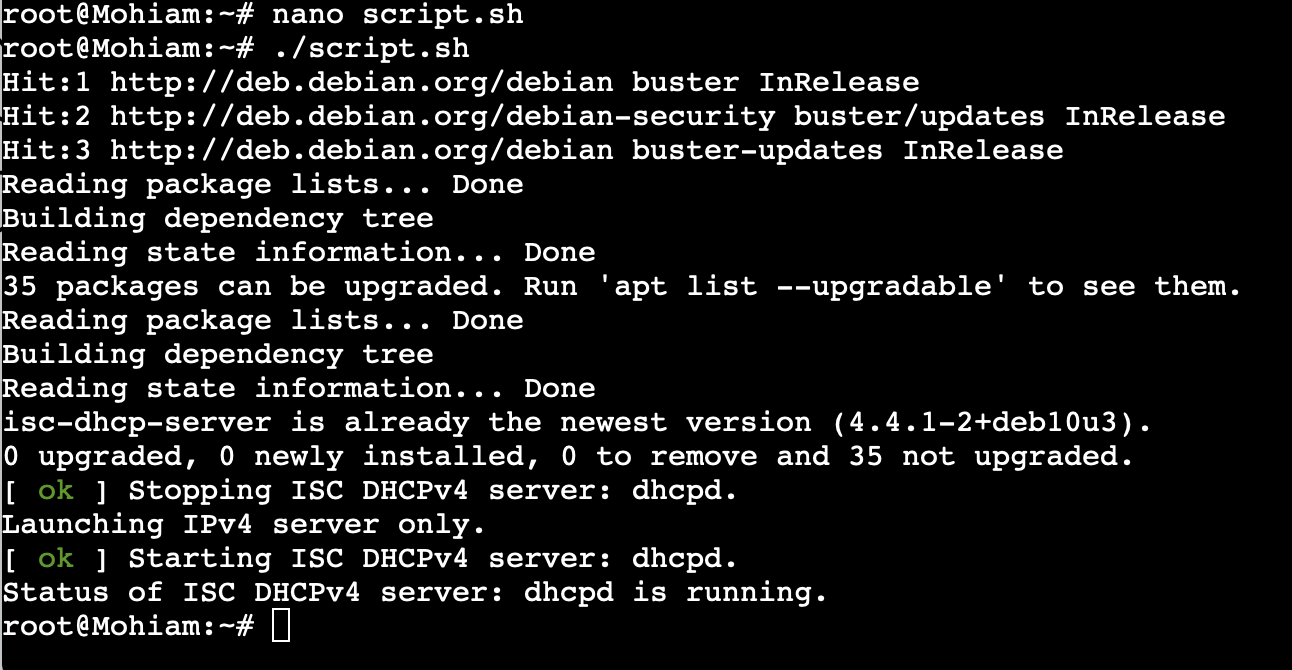 root@Mohiam:~# nano script.sh
root@Mohiam:~# ./script.sh
Hit:1 http://deb.debian.org/debian buster InRelease
Hit:2 http://deb.debian.org/debian-security buster/updates InRelease
Hit:3 http://deb.debian.org/debian buster-updates InRelease
Reading package lists... Done
Building dependency tree
Reading state information... Done
35 packages can be upgraded. Run 'apt list --upgradable' to see them.
Reading package lists... Done
Building dependency tree
Reading state information... Done
isc-dhcp-server is already the newest version (4.4.1-2+deb10u3).
0 upgraded, 0 newly installed, 0 to remove and 35 not upgraded.
[ ok ] Stopping ISC DHCPv4 server: dhcpd.
Launching IPv4 server only.
[ ok ] Starting ISC DHCPv4 server: dhcpd.
Status of ISC DHCPv4 server: dhcpd is running.
root@Mohiam:~#